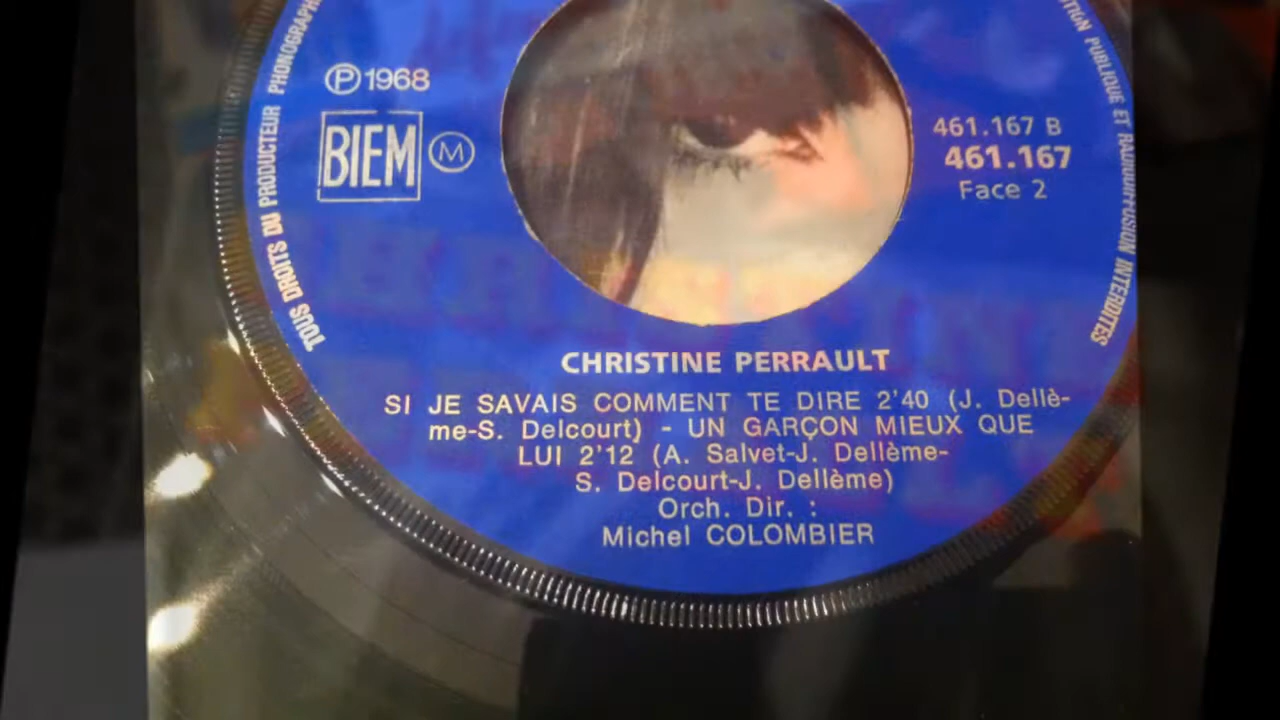 TOUS DROITS DU PRODUCTEUR
PUBLIQUE ET RADIODIFFUSION INTERDITES
℗ 1968
BIEM
M
461.167 B
461.167
Face 2
CHRISTINE PERRAULT
SI JE SAVAIS COMMENT TE DIRE 2'40 (J. Dellè-
me-S. Delcourt) - UN GARÇON MIEUX QUE
LUI 2'12 (A. Salvet-J. Dellème-
S. Delcourt-J. Dellème)
Orch. Dir. :
Michel COLOMBIER